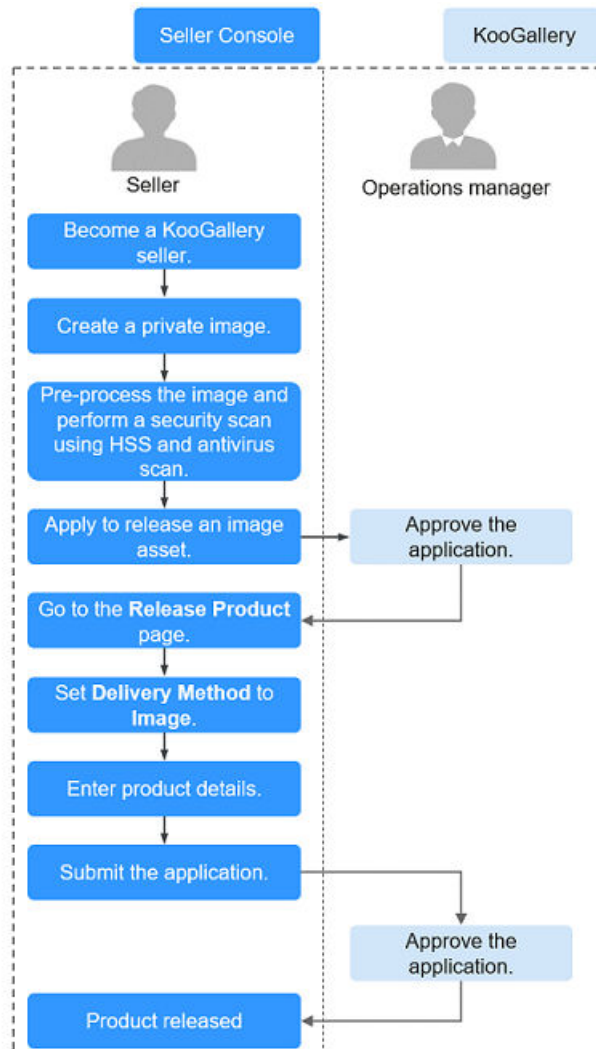 Seller Console
KooGallery
Seller
Operations manager
Become a KooGallery
seller.
Create a private image.
Pre-process the image and
perform a security scan
using HSS and antivirus
scan.
Apply to release an image
asset.
Approve the
application.
Go to the Release Product
page.
Set Delivery Method to
Image.
Enter product details.
Submit the application.
Approve the
application.
Product released